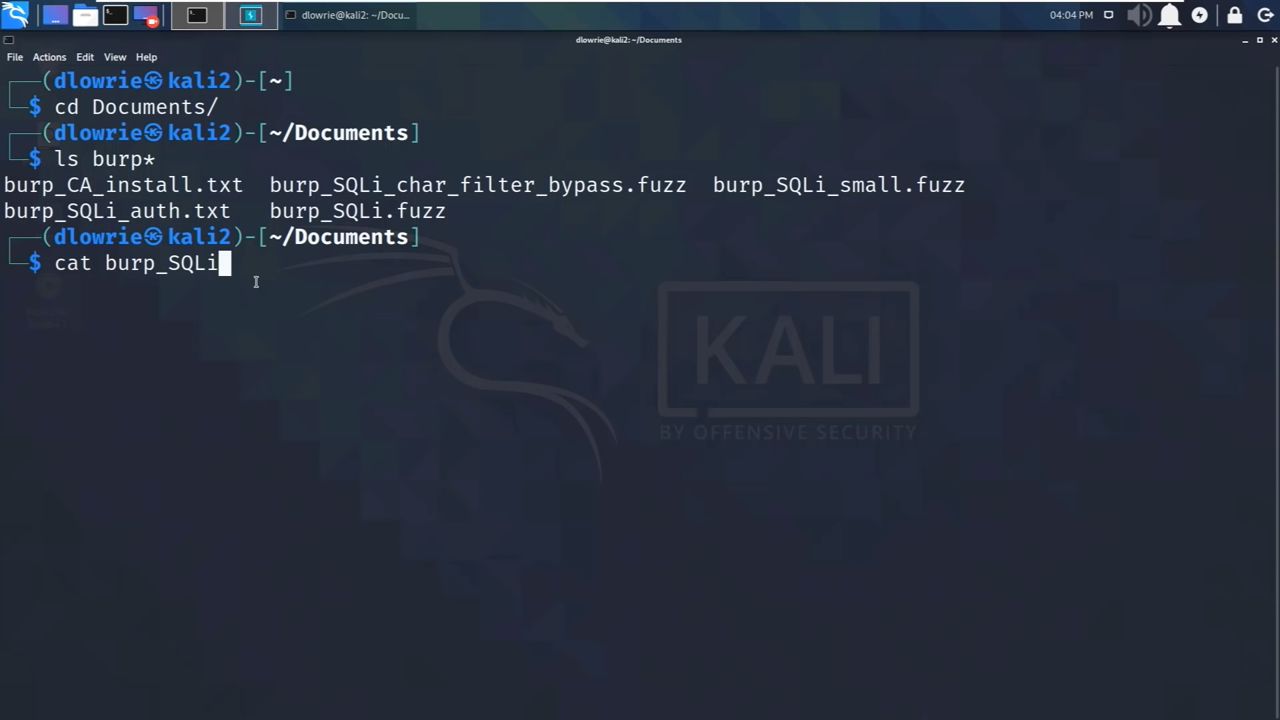 dlowrie@kali2: ~/Docu...
04:04 PM
dlowrie@kali2: ~/Documents
File Actions Edit View Help
(dlowrie㉿kali2)-[~]
$ cd Documents/
(dlowrie㉿kali2)-[~/Documents]
$ ls burp*
burp_CA_install.txt burp_SQLi_char_filter_bypass.fuzz burp_SQLi_small.fuzz
burp_SQLi_auth.txt burp_SQLi.fuzz
(dlowrie㉿kali2)-[~/Documents]
$ cat burp_SQLi
KALI
BY OFFENSIVE SECURITY